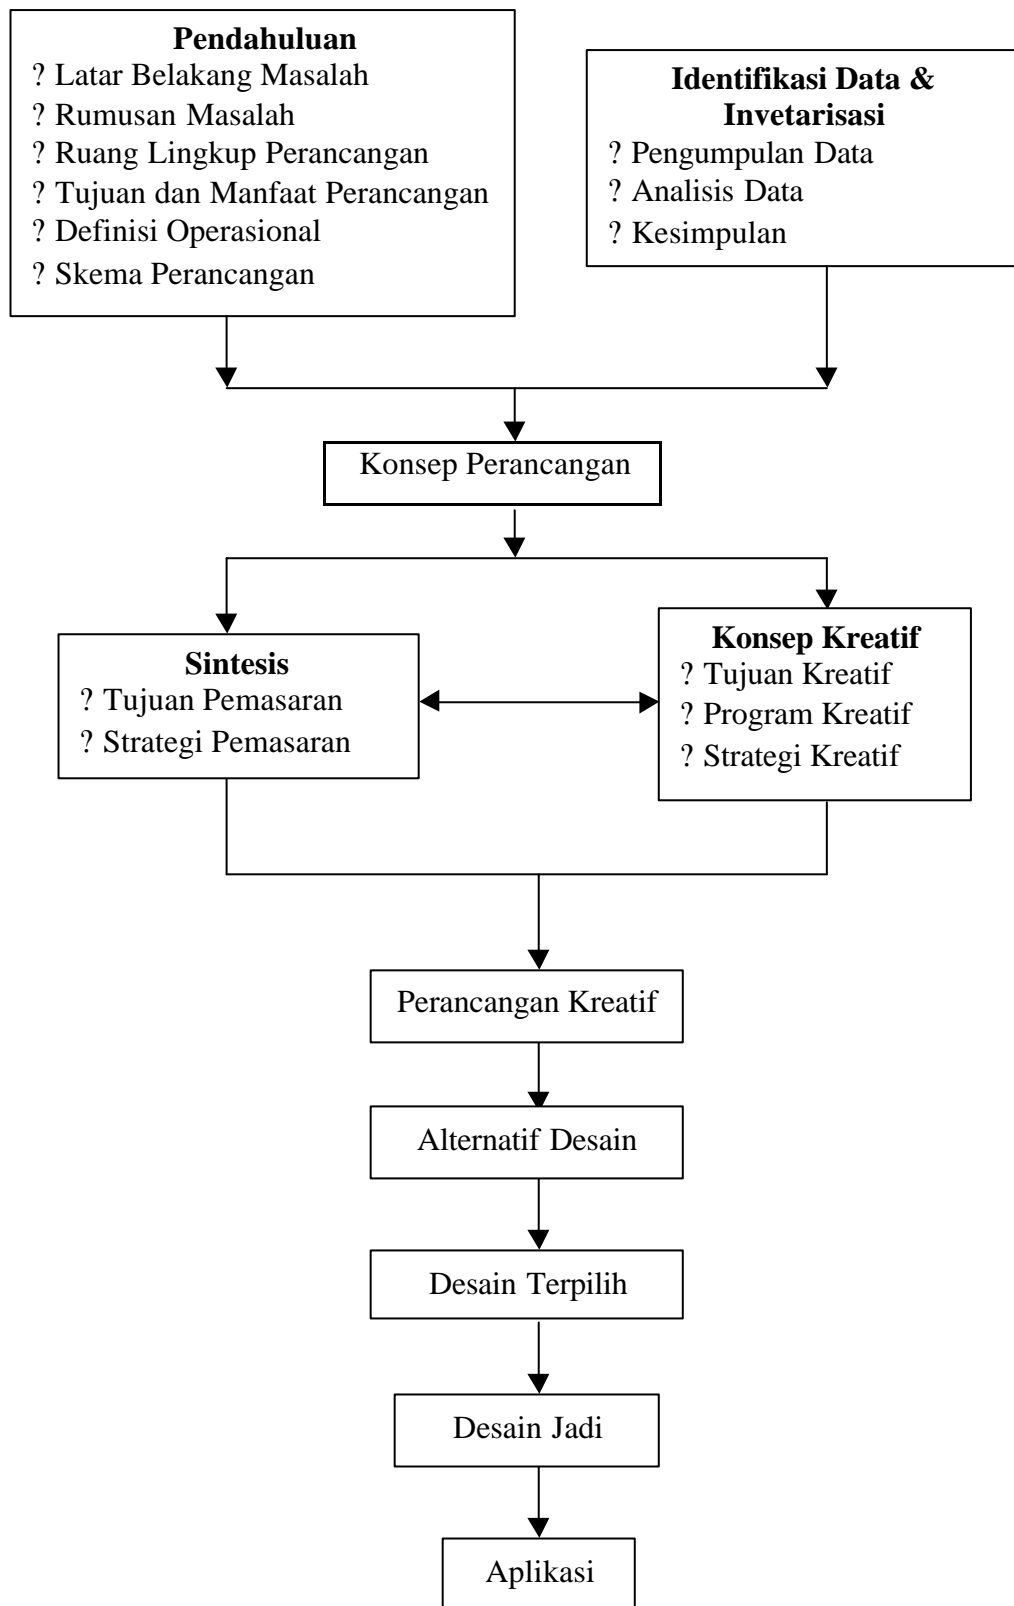 Pendahuluan
? Latar Belakang Masalah
? Rumusan Masalah
? Ruang Lingkup Perancangan
? Tujuan dan Manfaat Perancangan
? Definisi Operasional
? Skema Perancangan
Identifikasi Data &
Invetarisasi
? Pengumpulan Data
? Analisis Data
? Kesimpulan
Konsep Perancangan
Sintesis
? Tujuan Pemasaran
? Strategi Pemasaran
Konsep Kreatif
? Tujuan Kreatif
? Program Kreatif
? Strategi Kreatif
Perancangan Kreatif
Alternatif Desain
Desain Terpilih
Desain Jadi
Aplikasi